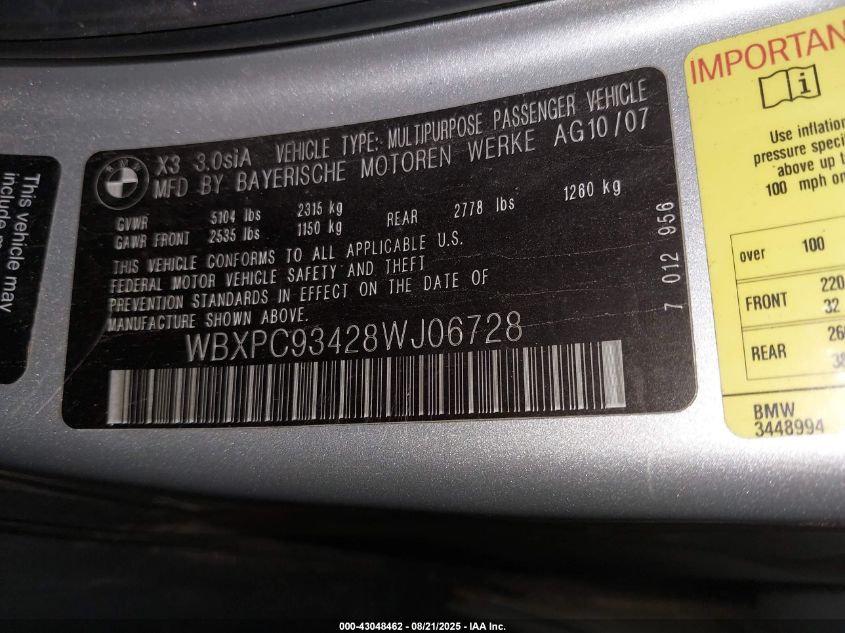 This vehicle may
include m
BMW
X3 3.0siA VEHICLE TYPE: MULTIPURPOSE PASSENGER VEHICLE
MFD BY BAYERISCHE MOTOREN WERKE AG 10/07
GVWR 5104 lbs 2315 kg
GAWR FRONT 2535 lbs 1150 kg REAR 2778 lbs 1260 kg
THIS VEHICLE CONFORMS TO ALL APPLICABLE U.S.
FEDERAL MOTOR VEHICLE SAFETY AND THEFT
PREVENTION STANDARDS IN EFFECT ON THE DATE OF
MANUFACTURE SHOWN ABOVE.
7 012 956
WBXPC93428WJ06728
IMPORTAN
i
Use inflation
pressure speci
above up t
100 mph or
over 100
FRONT 220
32
REAR 260
38
BMW
3448994
000-43048462 - 08/21/2025 - IAA Inc.